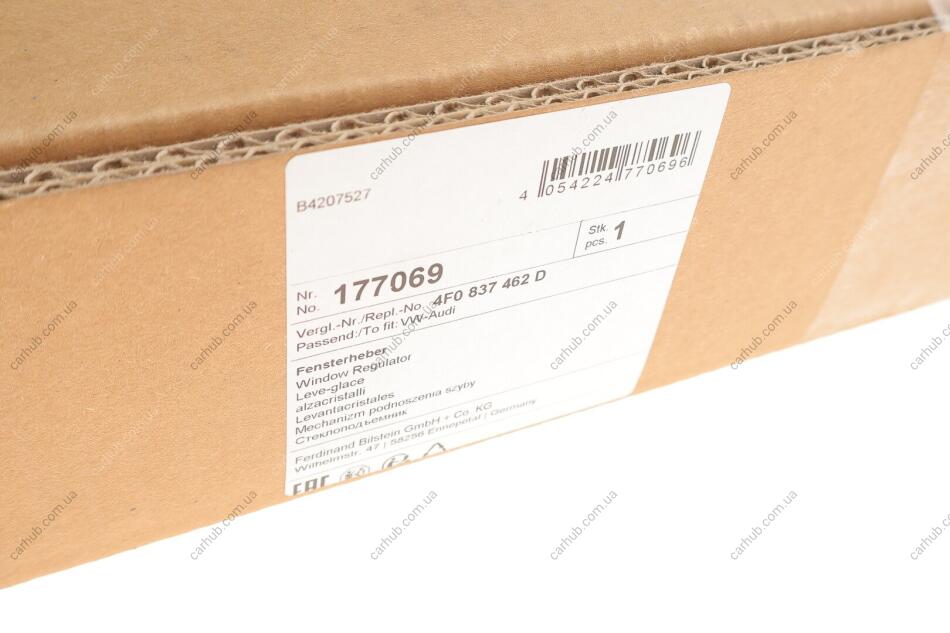 B4207527
4 054224 770696
Stk.
pcs. 1
Nr.
No. 177069
Vergl.-Nr./Repl.-No. 4F0 837 462 D
Passend:/To fit: VW-Audi
Fensterheber
Window Regulator
Leve-glace
alzacristalli
Levantacristales
Mechanizm podnoszenia szyby
Стеклоподъемник
Ferdinand Bilstein GmbH + Co. KG
Wilhelmstr. 47 | 58256 Ennepetal | Germany
EAC
carhub.com.ua